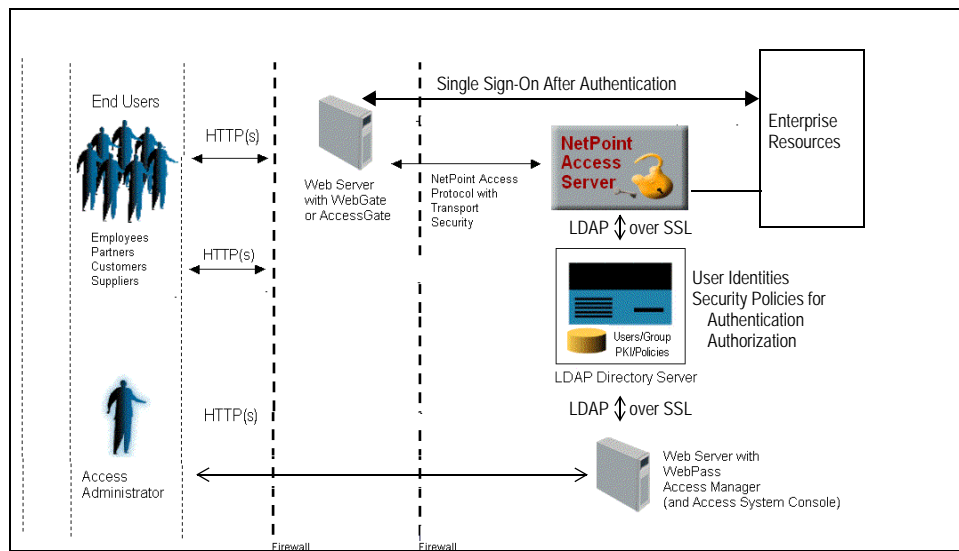 Single Sign-On After Authentication
End Users
HTTP(s)
Enterprise
Resources
NetPoint
Access
Server
Web Server
with WebGate
or AccessGate
NetPoint Access
Protocol with
Transport
Security
LDAP over SSL
Employees
Partners
Customers
Suppliers
HTTP(s)
User Identities
Security Policies for
Authentication
Authorization
Users/Group
PKI/Policies
LDAP Directory Server
LDAP over SSL
HTTP(s)
Access
Administrator
Web Server with
WebPass
Access Manager
(and Access System Console)
Firewall
Firewall